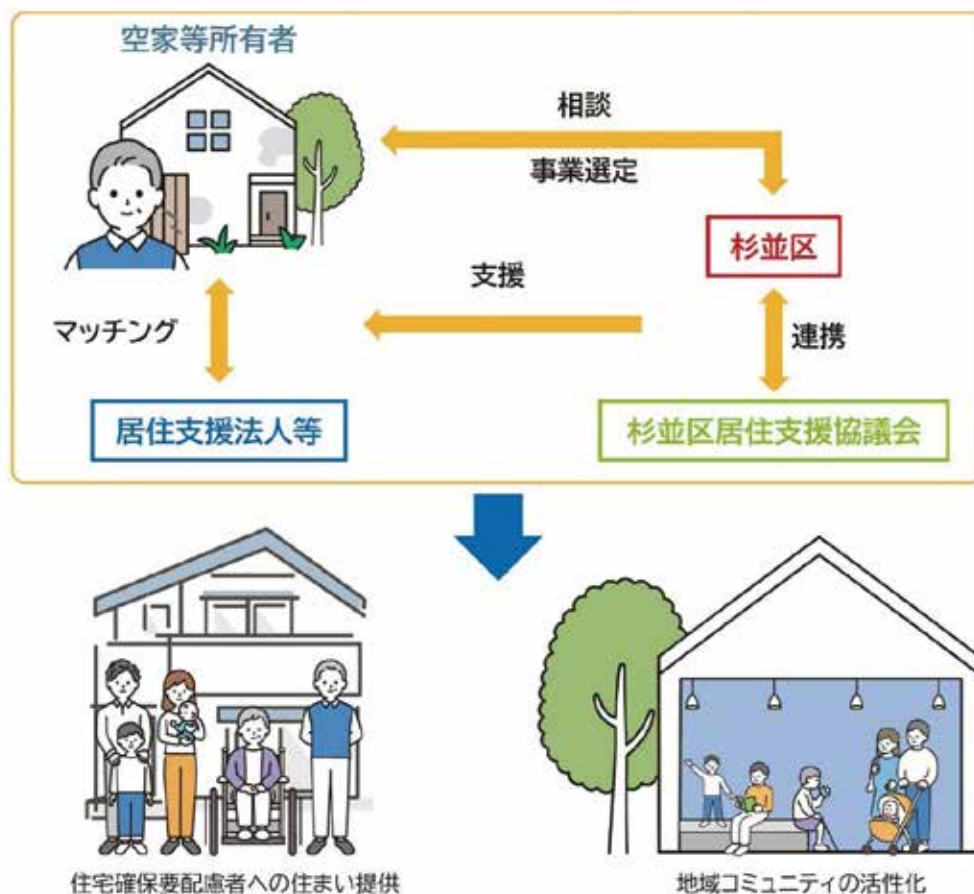 空家等所有者
相談
事業選定
杉並区
支援
マッチング
連携
居住支援法人等
杉並区居住支援協議会
住宅確保要配慮者への住まい提供
地域コミュニティの活性化